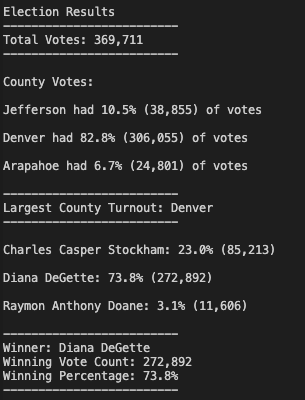 Election Results
-------------------------
Total Votes: 369,711
-------------------------
County Votes:
Jefferson had 10.5% (38,855) of votes
Denver had 82.8% (306,055) of votes
Arapahoe had 6.7% (24,801) of votes
-------------------------
Largest County Turnout: Denver
-------------------------
Charles Casper Stockham: 23.0% (85,213)
Diana DeGette: 73.8% (272,892)
Raymon Anthony Doane: 3.1% (11,606)
-------------------------
Winner: Diana DeGette
Winning Vote Count: 272,892
Winning Percentage: 73.8%
-------------------------